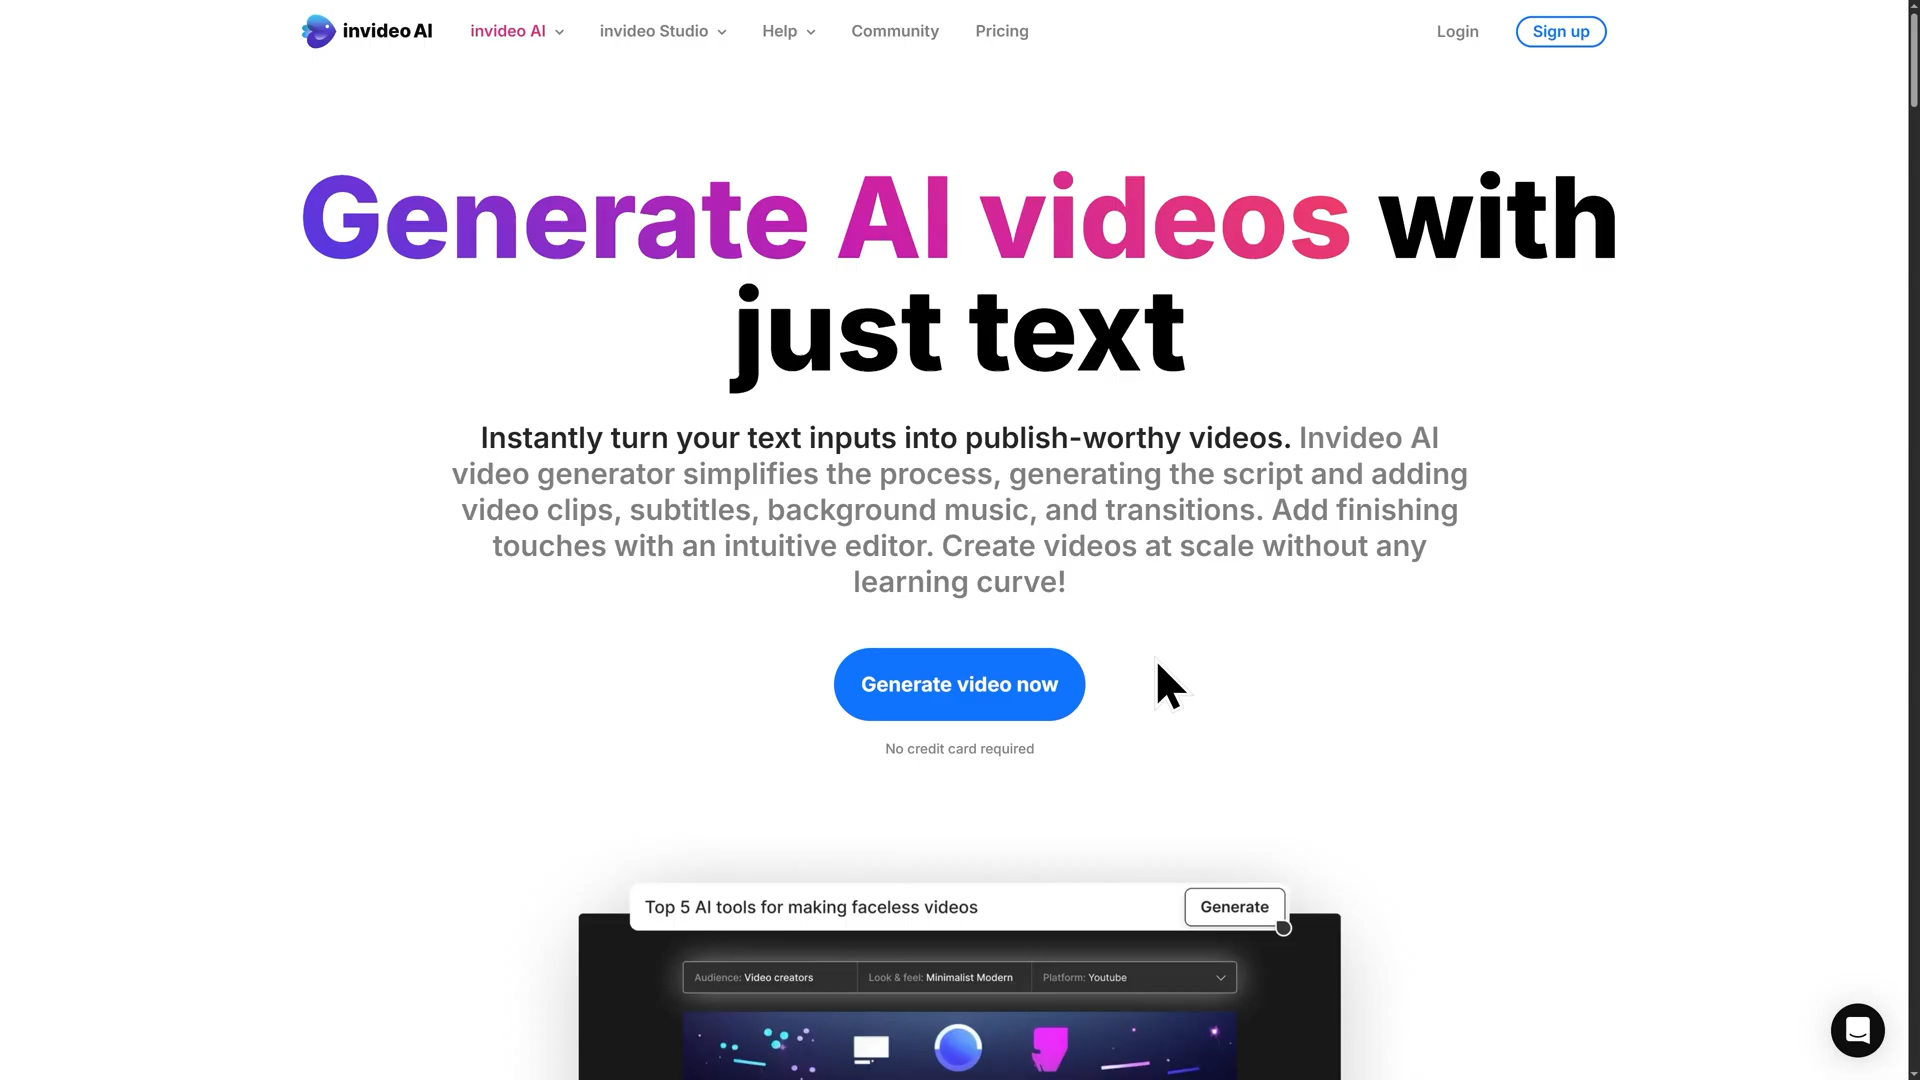 invideo AI
invideo AI
invideo Studio
Help
Community
Pricing
Login
Sign up
Generate AI videos with
just text
Instantly turn your text inputs into publish-worthy videos. Invideo AI
video generator simplifies the process, generating the script and adding
video clips, subtitles, background music, and transitions. Add finishing
touches with an intuitive editor. Create videos at scale without any
learning curve!
Generate video now
No credit card required
Top 5 AI tools for making faceless videos
Generate
Audience: Video creators
Look & feel: Minimalist Modern
Platform: Youtube